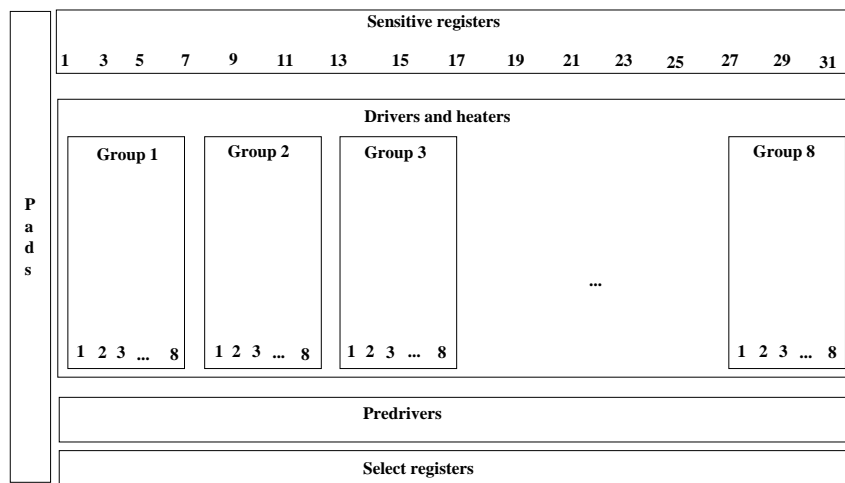 Sensitive registers
1 3 5 7 9 11 13 15 17 19 21 23 25 27 29 31
Drivers and heaters
Group 1 Group 2 Group 3 Group 8
Pads
...
1 2 3 ... 8 1 2 3 ... 8 1 2 3 ... 8 1 2 3 ... 8
Predrivers
Select registers